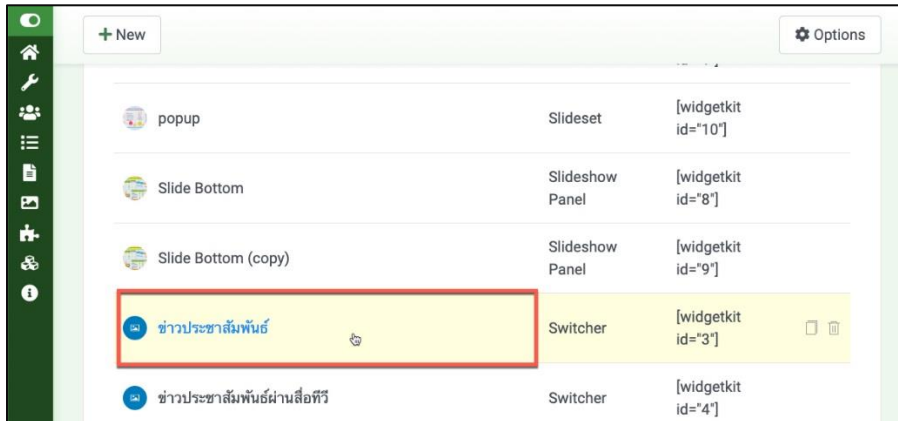 + New
Options
popup
Slideset
[widgetkit
id="10"]
Slide Bottom
Slideshow
Panel
[widgetkit
id="8"]
Slide Bottom (copy)
Slideshow
Panel
[widgetkit
id="9"]
ข่าวประชาสัมพันธ์
Switcher
[widgetkit
id="3"]
ข่าวประชาสัมพันธ์ผ่านสื่อทีวี
Switcher
[widgetkit
id="4"]